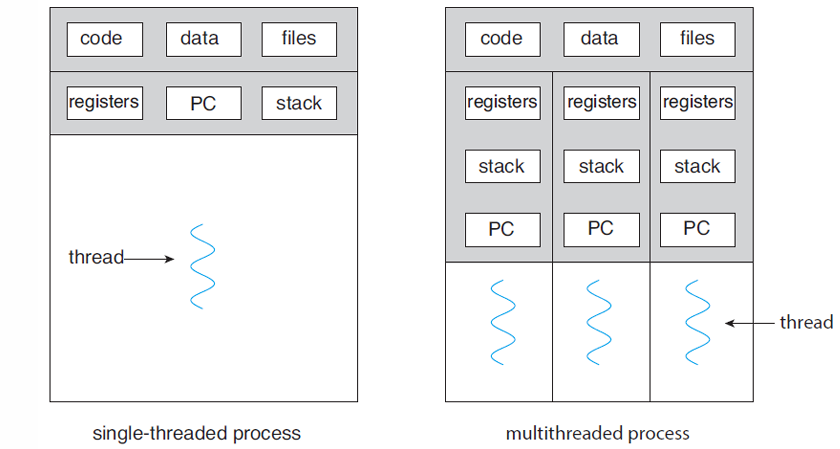 code data files
registers PC stack
thread
single-threaded process
code data files
registers registers registers
stack stack stack
PC PC PC
thread
multithreaded process